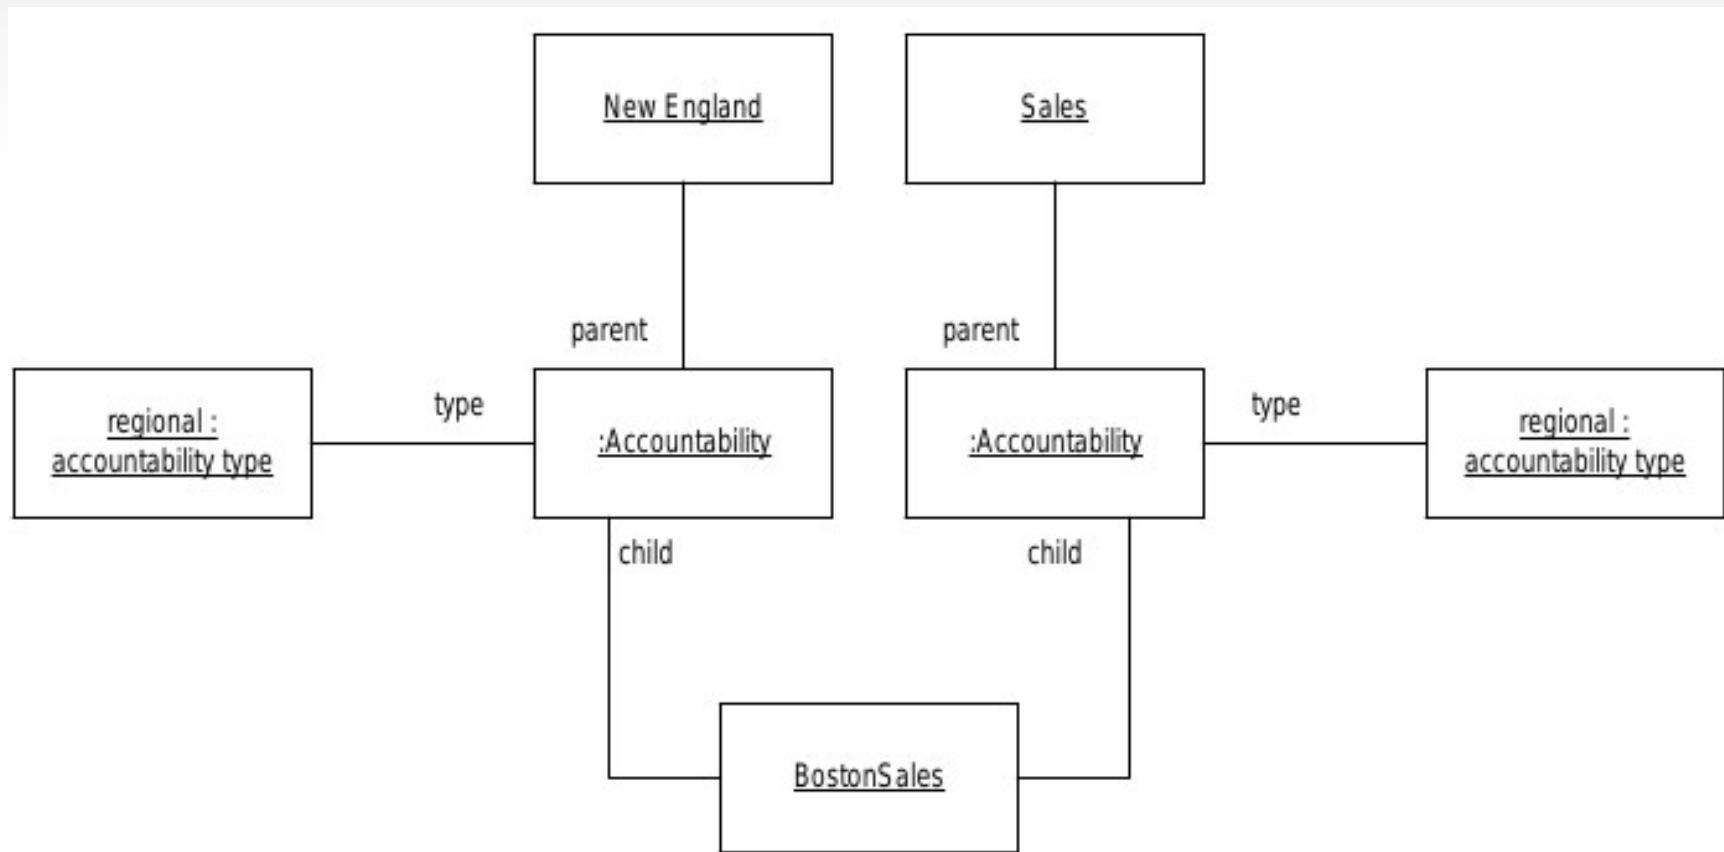 New England
Sales
parent
parent
regional :
accountability type
type
:Accountability
:Accountability
type
regional :
accountability type
child
child
BostonSales